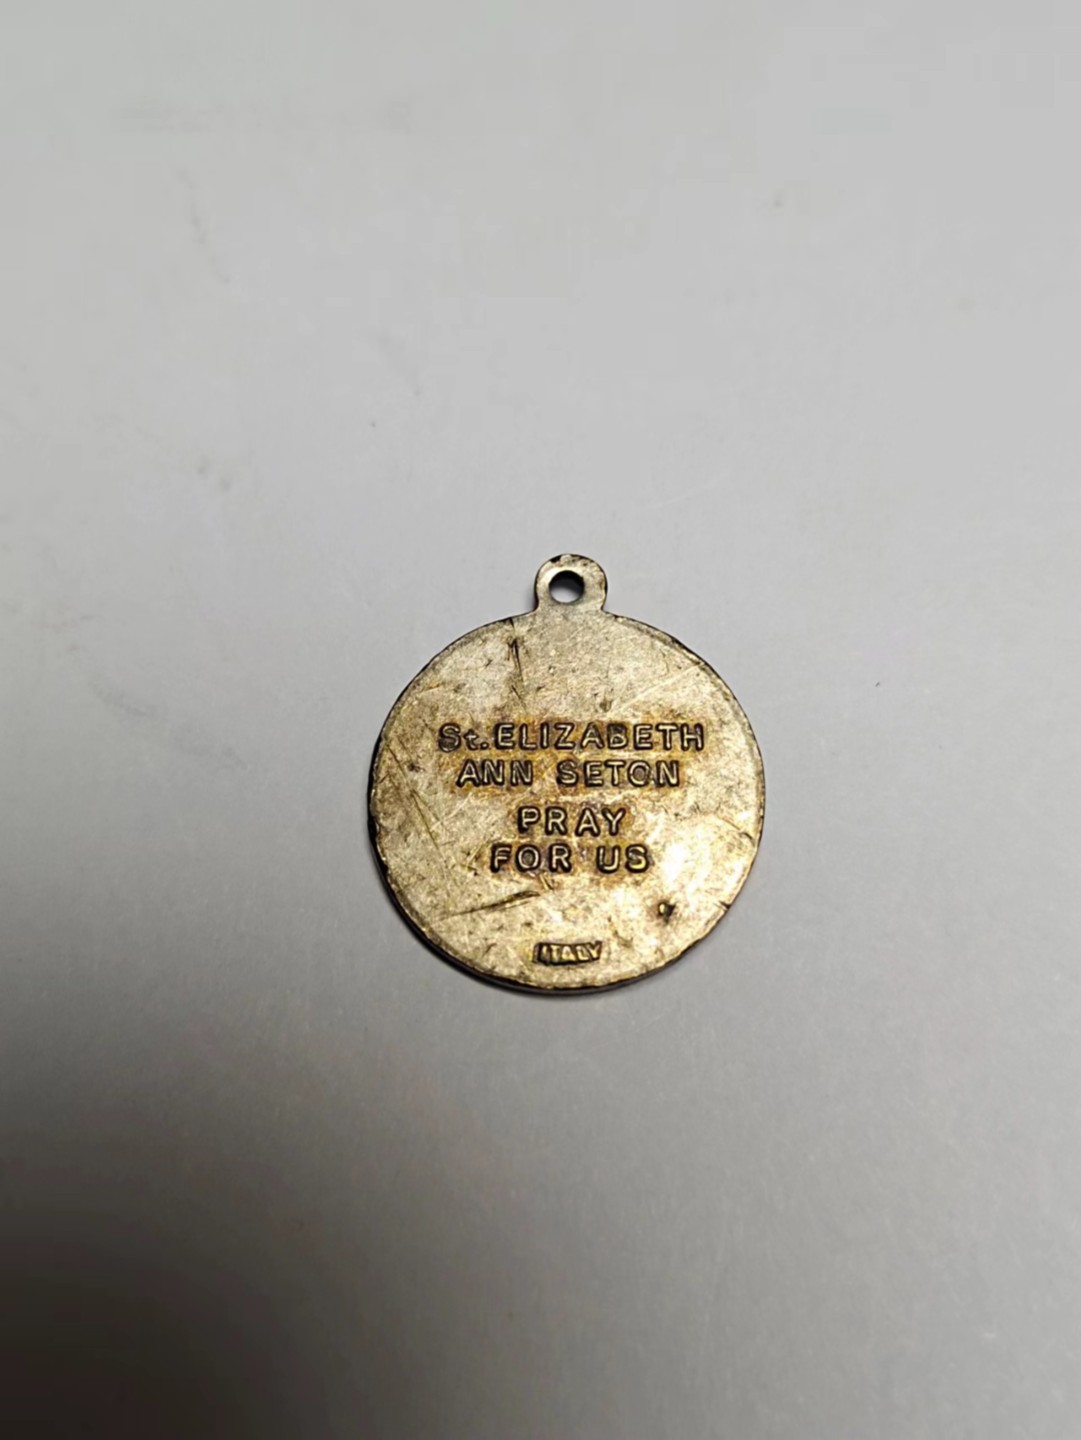 St. ELIZABETH
ANN SETON
PRAY
FOR US
ITALY